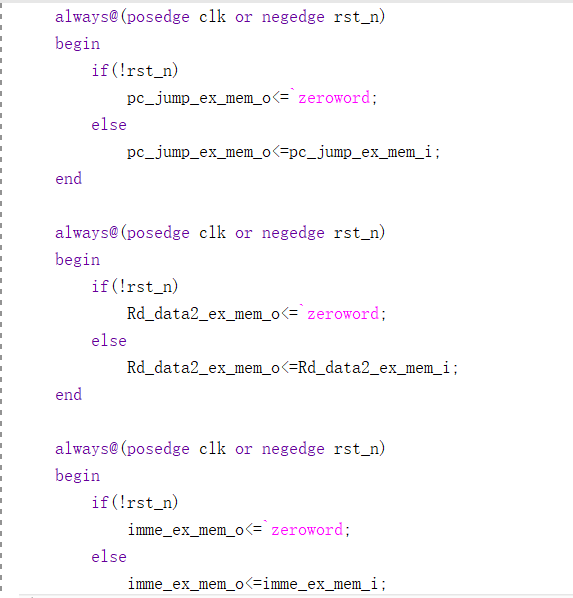 always@(posedge clk or negedge rst_n)
begin
if(!rst_n)
pc_jump_ex_mem_o<=`zeroword;
else
pc_jump_ex_mem_o<=pc_jump_ex_mem_i;
end
always@(posedge clk or negedge rst_n)
begin
if(!rst_n)
Rd_data2_ex_mem_o<=`zeroword;
else
Rd_data2_ex_mem_o<=Rd_data2_ex_mem_i;
end
always@(posedge clk or negedge rst_n)
begin
if(!rst_n)
imme_ex_mem_o<=`zeroword;
else
imme_ex_mem_o<=imme_ex_mem_i;